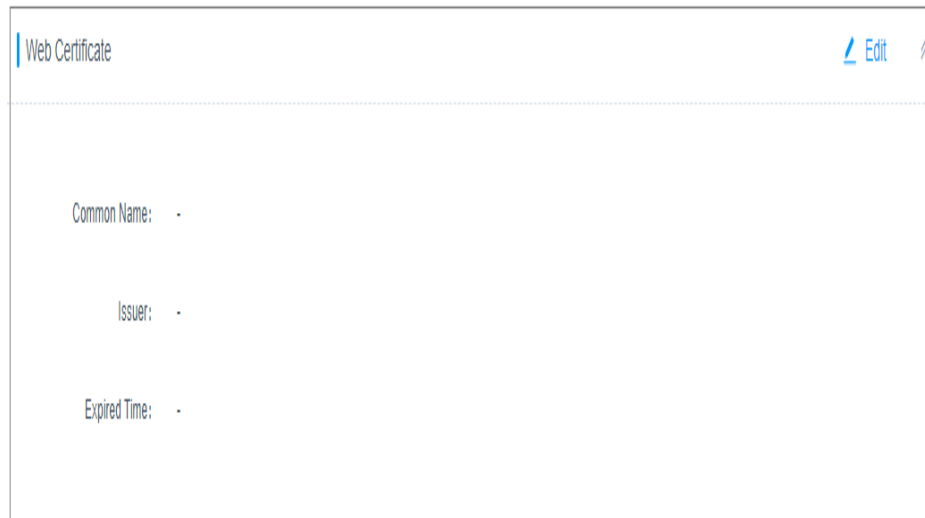 Web Certificate Edit
Common Name: -
Issuer: -
Expired Time: -